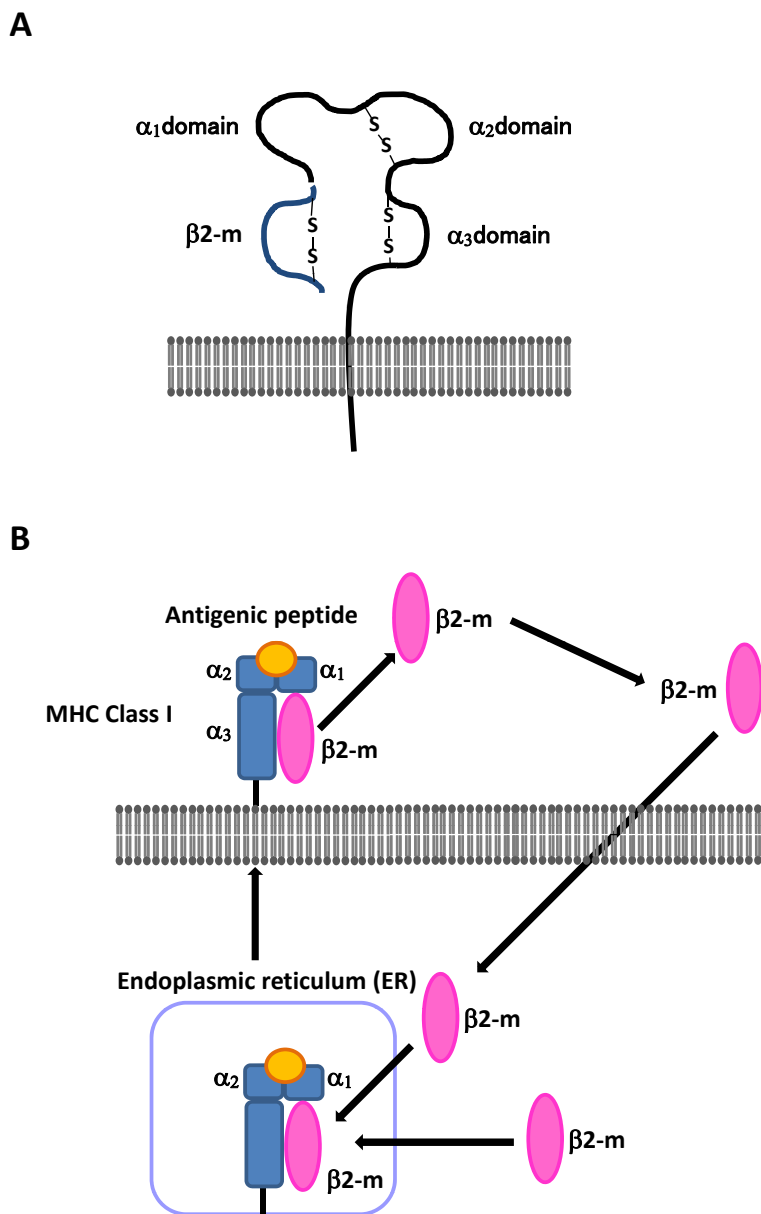 A
α₁domain
α₂domain
S
S
β2-m
S
S
S
S
α₃domain
B
Antigenic peptide
β2-m
α₂
α₁
β2-m
MHC Class I
α₃
β2-m
Endoplasmic reticulum (ER)
β2-m
α₂
α₁
β2-m
β2-m